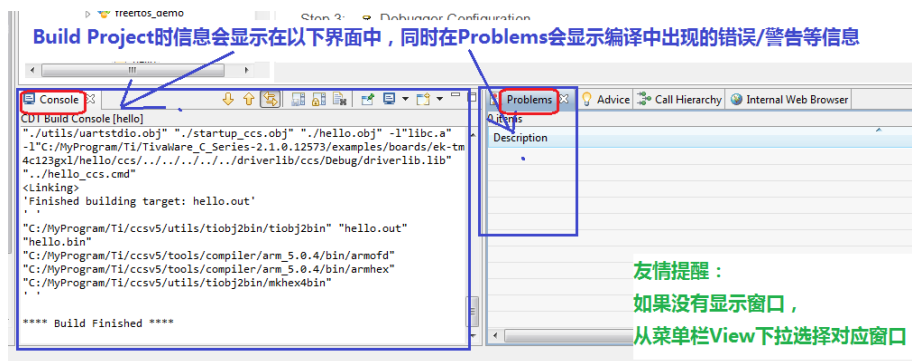 freertos_demo
Step 3:
Debugger Configuration
Build Project时信息会显示在以下界面中，同时在Problems会显示编译中出现的错误/警告等信息
Console
CDT Build Console [hello]
"./utils/uartstdio.obj" "./startup_ccs.obj" "./hello.obj" -l"libc.a"
-l"C:/MyProgram/Ti/TivaWare_C_Series-2.1.0.12573/examples/boards/ek-tm
4c123gxl/hello/ccs/../../../../../driverlib/ccs/Debug/driverlib.lib"
"../hello_ccs.cmd"
<Linking>
'Finished building target: hello.out'
' '
"C:/MyProgram/Ti/ccsv5/utils/tiobj2bin/tiobj2bin" "hello.out"
"hello.bin"
"C:/MyProgram/Ti/ccsv5/tools/compiler/arm_5.0.4/bin/armofd"
"C:/MyProgram/Ti/ccsv5/tools/compiler/arm_5.0.4/bin/armhex"
"C:/MyProgram/Ti/ccsv5/utils/tiobj2bin/mkhex4bin"
' '
**** Build Finished ****
Problems
Advice
Call Hierarchy
Internal Web Browser
0 items
Description
友情提醒：
如果没有显示窗口，
从菜单栏View下拉选择对应窗口